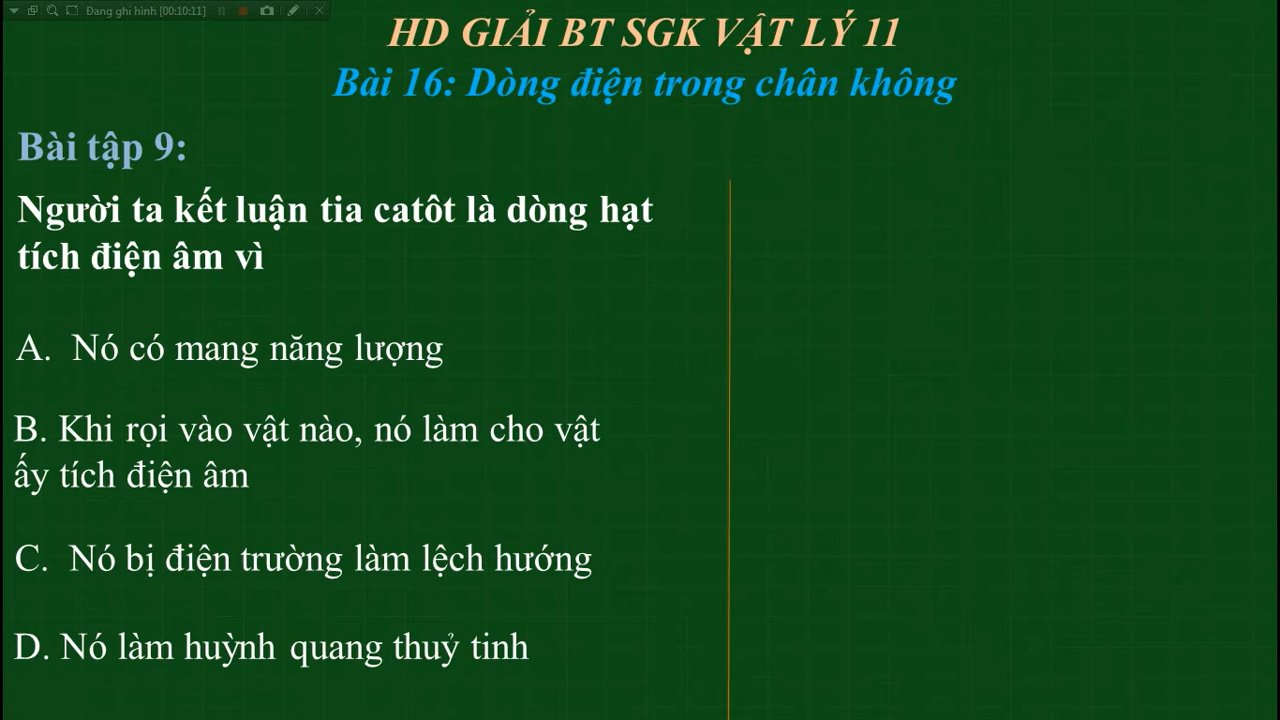 Đang ghi hình [00:10:11]
HD GIẢI BT SGK VẬT LÝ 11
Bài 16: Dòng điện trong chân không
Bài tập 9:
Người ta kết luận tia catôt là dòng hạt
tích điện âm vì
A. Nó có mang năng lượng
B. Khi rọi vào vật nào, nó làm cho vật
ấy tích điện âm
C. Nó bị điện trường làm lệch hướng
D. Nó làm huỳnh quang thuỷ tinh